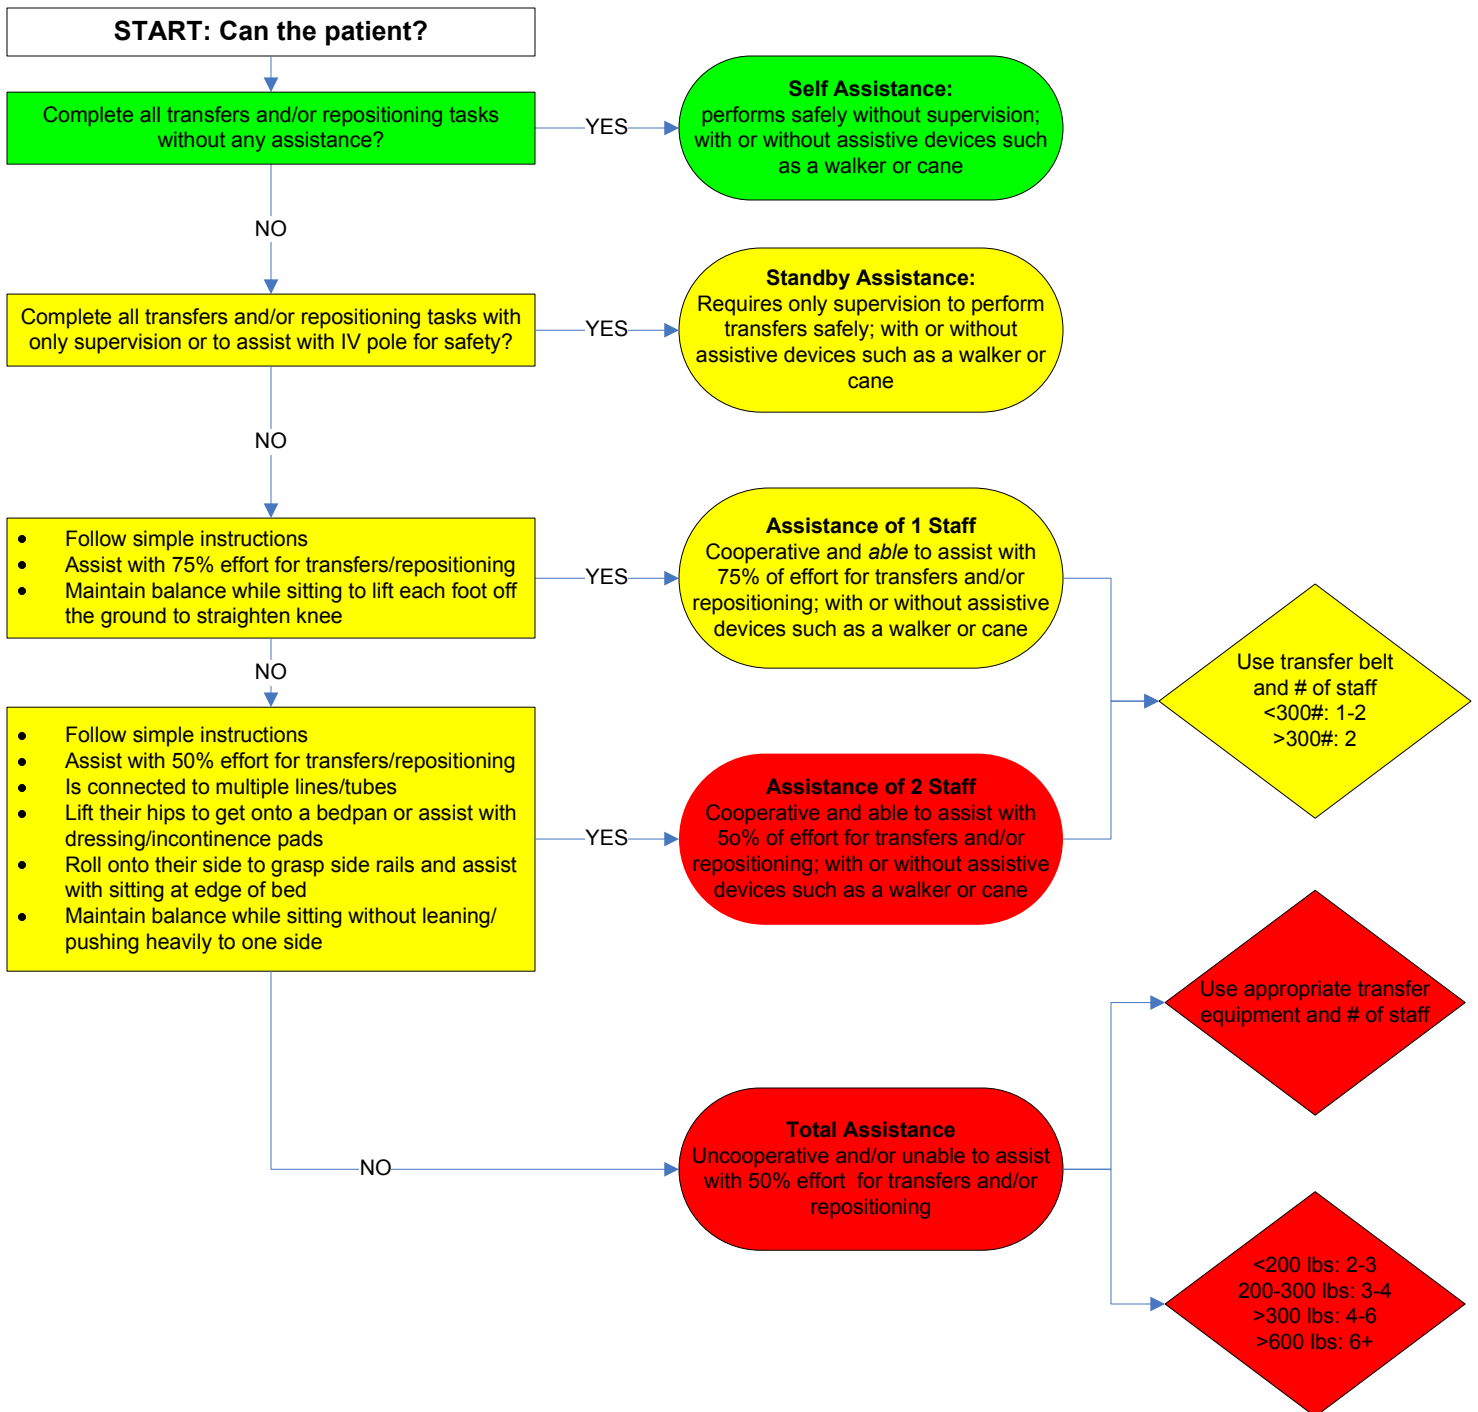 START: Can the patient?
Complete all transfers and/or repositioning tasks
without any assistance?
YES
Self Assistance:
performs safely without supervision;
with or without assistive devices such
as a walker or cane
NO
Complete all transfers and/or repositioning tasks with
only supervision or to assist with IV pole for safety?
YES
Standby Assistance:
Requires only supervision to perform
transfers safely; with or without
assistive devices such as a walker or
cane
NO
• Follow simple instructions
• Assist with 75% effort for transfers/repositioning
• Maintain balance while sitting to lift each foot off
the ground to straighten knee
YES
Assistance of 1 Staff
Cooperative and able to assist with
75% of effort for transfers and/or
repositioning; with or without assistive
devices such as a walker or cane
Use transfer belt
and # of staff
<300#: 1-2
>300#: 2
NO
• Follow simple instructions
• Assist with 50% effort for transfers/repositioning
• Is connected to multiple lines/tubes
• Lift their hips to get onto a bedpan or assist with
dressing/incontinence pads
• Roll onto their side to grasp side rails and assist
with sitting at edge of bed
• Maintain balance while sitting without leaning/
pushing heavily to one side
YES
Assistance of 2 Staff
Cooperative and able to assist with
5o% of effort for transfers and/or
repositioning; with or without assistive
devices such as a walker or cane
Use appropriate transfer
equipment and # of staff
NO
Total Assistance
Uncooperative and/or unable to assist
with 50% effort for transfers and/or
repositioning
<200 lbs: 2-3
200-300 lbs: 3-4
>300 lbs: 4-6
>600 lbs: 6+